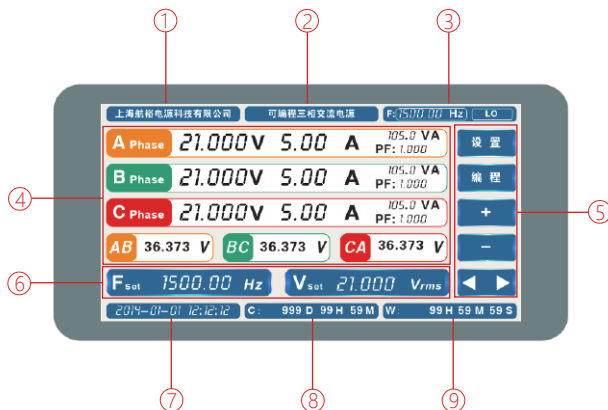 ① ② ③
上海航裕电源科技有限公司 可编程三相交流电源 F:1500.00 Hz LO
A Phase 21.000V 5.00 A 105.0 VA PF: 1.000
设置
B Phase 21.000V 5.00 A 105.0 VA PF: 1.000
编程
④ ⑤
C Phase 21.000V 5.00 A 105.0 VA PF: 1.000
+
AB 36.373 V BC 36.373 V CA 36.373 V
−
⑥
Fset 1500.00 Hz Vset 21.000 Vrms
◀ ▶
2014-01-01 12:12:12 C: 999 D 99 H 59 M W: 99 H 59 M 59 S
⑦ ⑧ ⑨